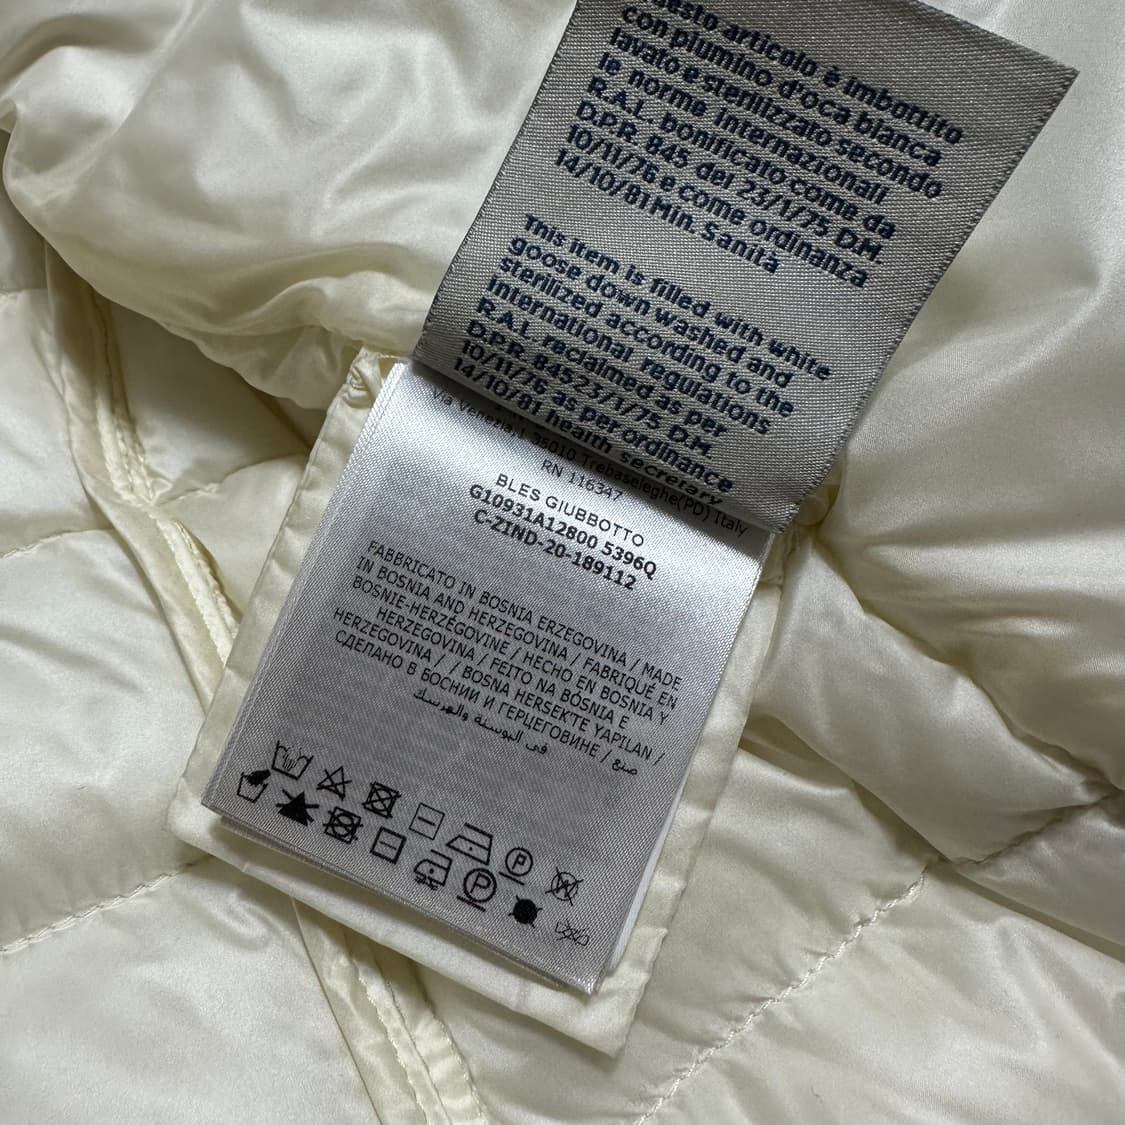 questo articolo è imbottito
con piumino d'oca bianca
lavato e sterilizzato secondo
le norme internazionali
R.A.L. bonificato come da
D.P.R. 845 del 23/1/75 D.M.
10/11/76 e come ordinanza
14/10/81 Min. Sanità
This item is filled with white
goose down washed and
sterilized according to the
International regulations
R.A.L. reclaimed as per
D.P.R. 845 23/1/75 D.M.
10/11/76, as per ordinance
14/10/81 health secretary
Via Venezia,1 35010 Trebaseleghe(PD) Italy
RN 116347
BLES GIUBBOTTO
G10931A12800 5396Q
C-ZIND-20-189112
FABBRICATO IN BOSNIA ERZEGOVINA / MADE
IN BOSNIA AND HERZEGOVINA / FABRIQUÉ EN
BOSNIE-HERZÉGOVINE / HECHO EN BOSNIA Y
HERZEGOVINA / FEITO NA BÓSNIA E
HERZEGOVINA / / BOSNA HERSEK'TE YAPILAN /
СДЕЛАНО В БОСНИИ И ГЕРЦЕГОВИНЕ / صنع
في البوسنة والهرسك
P
W
P